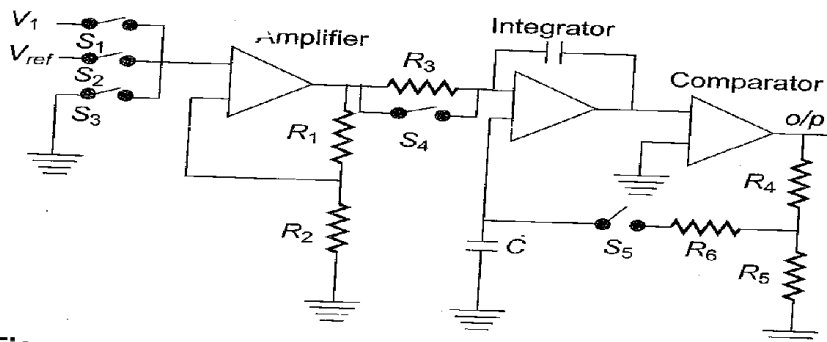 V1
S1
Vref
S2
S3
Amplifier
R1
R2
R3
S4
Integrator
Comparator
o/p
R4
C
S5
R6
R5